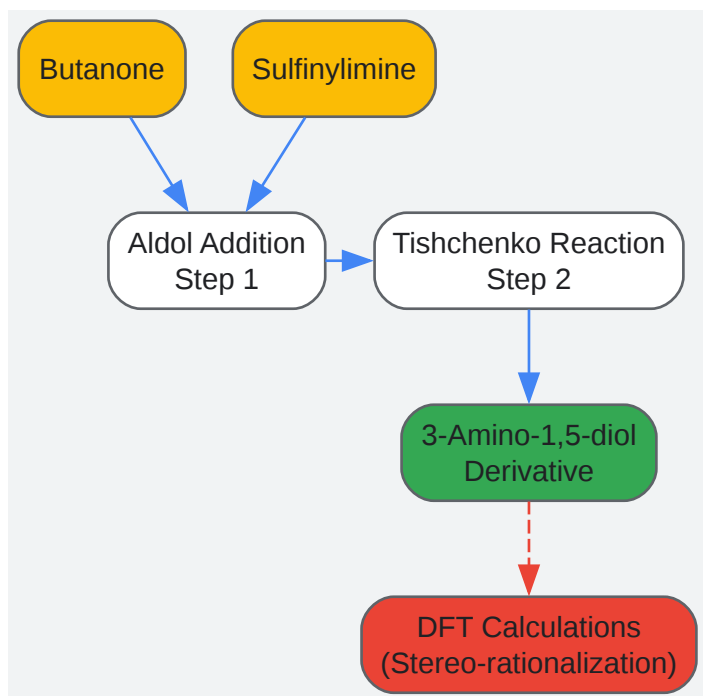 Butanone
Sulfinylimine
Aldol Addition
Step 1
Tishchenko Reaction
Step 2
3-Amino-1,5-diol
Derivative
DFT Calculations
(Stereo-rationalization)